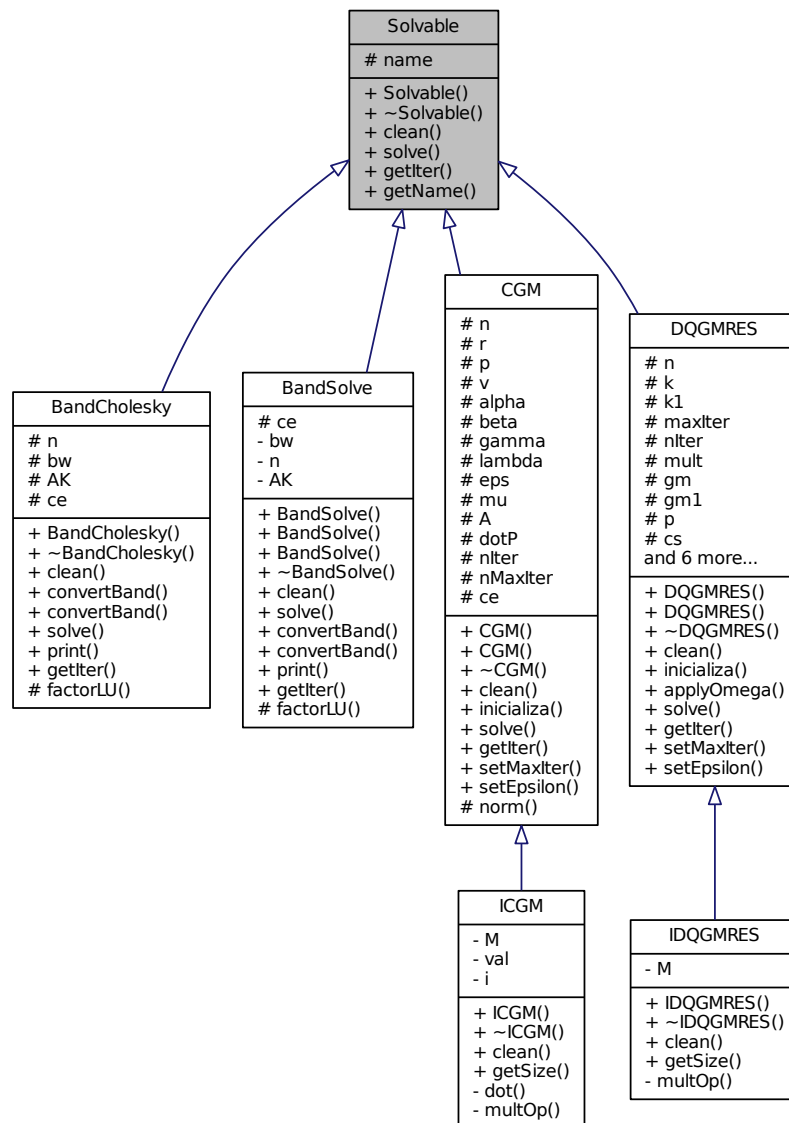 Solvable
# name
+ Solvable()
+ ~Solvable()
+ clean()
+ solve()
+ getIter()
+ getName()
BandCholesky
# n
# bw
# AK
# ce
+ BandCholesky()
+ ~BandCholesky()
+ clean()
+ convertBand()
+ convertBand()
+ solve()
+ print()
+ getIter()
# factorLU()
BandSolve
# ce
- bw
- n
- AK
+ BandSolve()
+ BandSolve()
+ BandSolve()
+ ~BandSolve()
+ clean()
+ solve()
+ convertBand()
+ convertBand()
+ print()
+ getIter()
# factorLU()
CGM
# n
# r
# p
# v
# alpha
# beta
# gamma
# lambda
# eps
# mu
# A
# dotP
# nIter
# nMaxIter
# ce
+ CGM()
+ CGM()
+ ~CGM()
+ clean()
+ inicializa()
+ solve()
+ getIter()
+ setMaxIter()
+ setEpsilon()
# norm()
DQGMRES
# n
# k
# k1
# maxIter
# nIter
# mult
# gm
# gm1
# p
# cs
and 6 more...
+ DQGMRES()
+ DQGMRES()
+ ~DQGMRES()
+ clean()
+ inicializa()
+ applyOmega()
+ solve()
+ getIter()
+ setMaxIter()
+ setEpsilon()
ICGM
- M
- val
- i
+ ICGM()
+ ~ICGM()
+ clean()
+ getSize()
- dot()
- multOp()
IDQGMRES
- M
+ IDQGMRES()
+ ~IDQGMRES()
+ clean()
+ getSize()
- multOp()